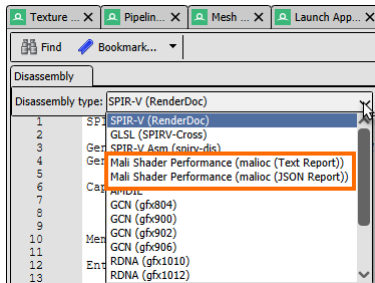 Texture ... X Pipelin... X Mesh ... X Launch App... X
Find Bookmark...
Disassembly
Disassembly type: SPIR-V (RenderDoc)
1 SPI SPIR-V (RenderDoc)
2 GLSL (SPIRV-Cross)
3 Gen SPIR-V Asm (spirv-dis)
4 Gen Mali Shader Performance (malioc (Text Report))
5 Mali Shader Performance (malioc (JSON Report))
6 Cap AMDIL
7 GCN (gfx804)
8 GCN (gfx900)
9 GCN (gfx902)
10 Mem GCN (gfx906)
11 RDNA (gfx1010)
12 Ent RDNA (gfx1012)
13